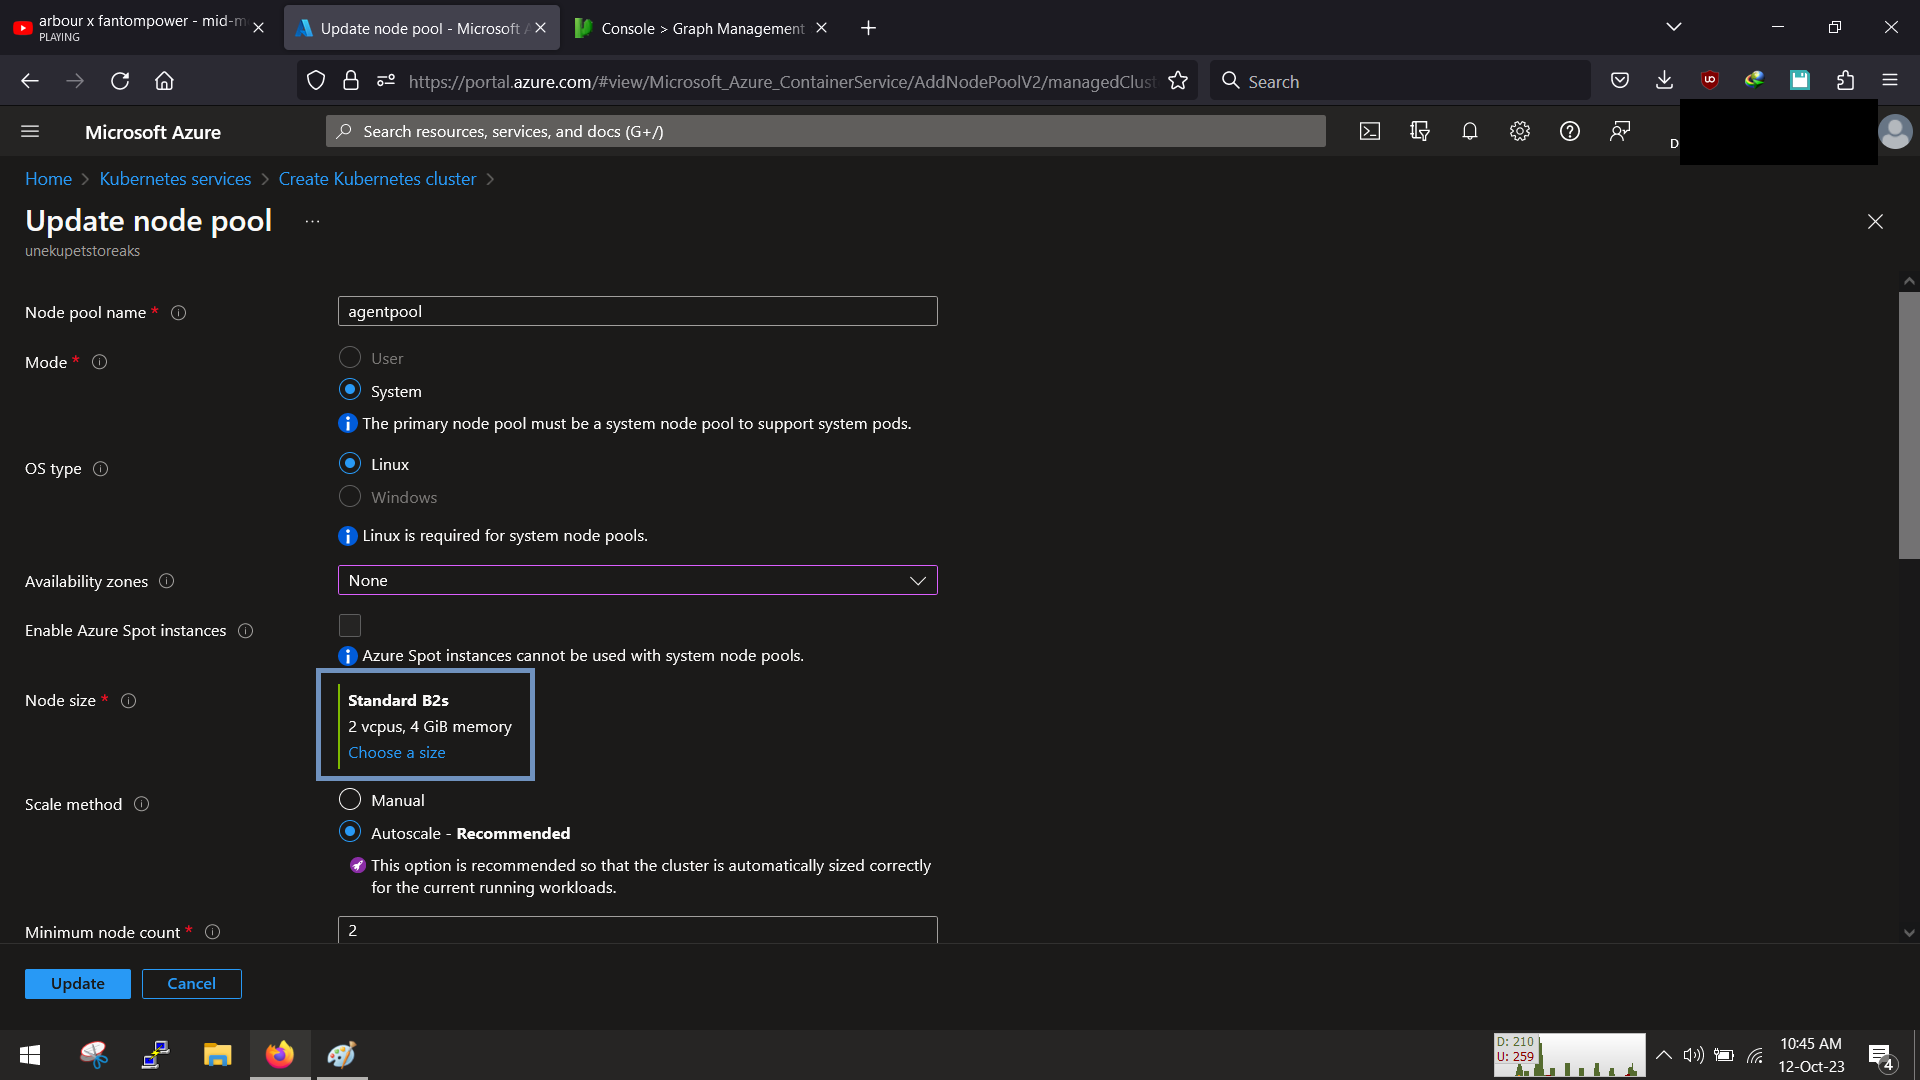 arbour x fantompower - mid-m
PLAYING
Update node pool - Microsoft A
Console > Graph Management
https://portal.azure.com/#view/Microsoft_Azure_ContainerService/AddNodePoolV2/managedClust
Search
Microsoft Azure
Search resources, services, and docs (G+/)
D
Home > Kubernetes services > Create Kubernetes cluster >
Update node pool ...
unekupetstoreaks
Node pool name *
agentpool
Mode *
User
System
The primary node pool must be a system node pool to support system pods.
OS type
Linux
Windows
Linux is required for system node pools.
Availability zones
None
Enable Azure Spot instances
Azure Spot instances cannot be used with system node pools.
Node size *
Standard B2s
2 vcpus, 4 GiB memory
Choose a size
Scale method
Manual
Autoscale - Recommended
This option is recommended so that the cluster is automatically sized correctly
for the current running workloads.
Minimum node count *
2
Update
Cancel
D: 210
U: 259
10:45 AM
12-Oct-23
4